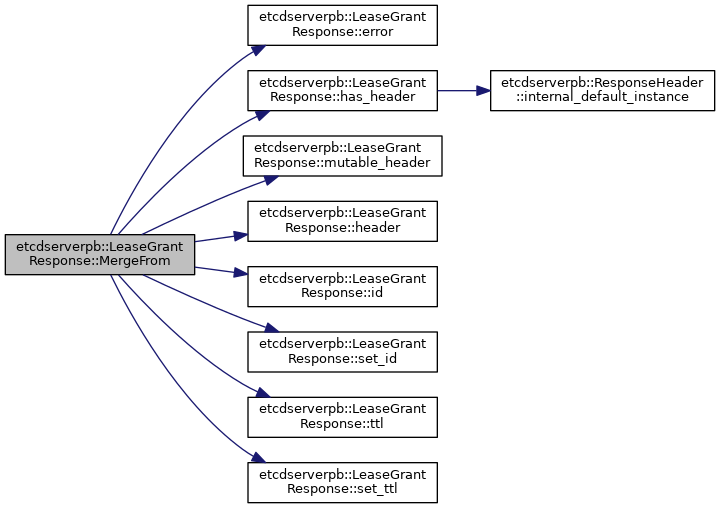 etcdserverpb::LeaseGrant
Response::error
etcdserverpb::LeaseGrant
Response::has_header
etcdserverpb::ResponseHeader
::internal_default_instance
etcdserverpb::LeaseGrant
Response::mutable_header
etcdserverpb::LeaseGrant
Response::header
etcdserverpb::LeaseGrant
Response::MergeFrom
etcdserverpb::LeaseGrant
Response::id
etcdserverpb::LeaseGrant
Response::set_id
etcdserverpb::LeaseGrant
Response::ttl
etcdserverpb::LeaseGrant
Response::set_ttl